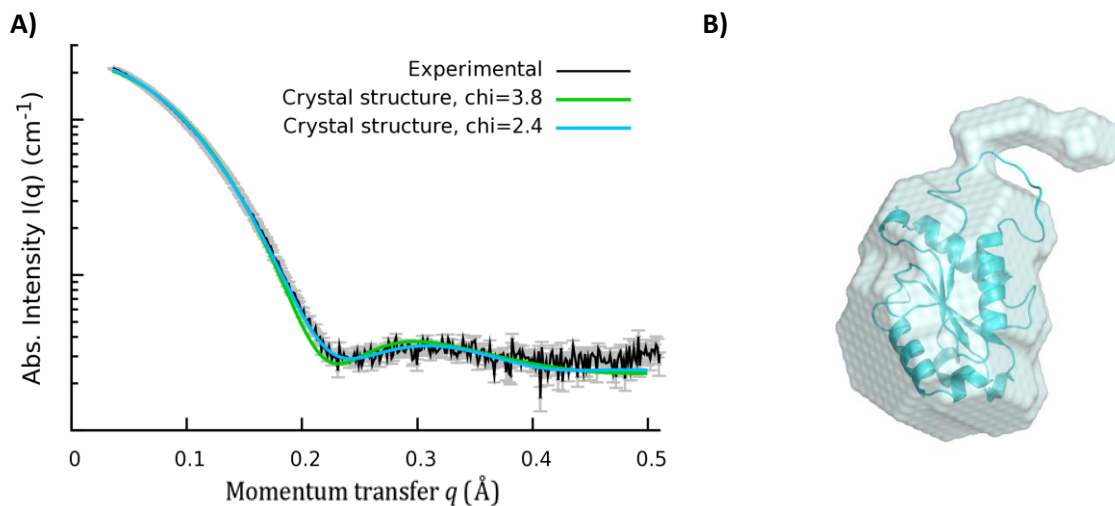 A)
B)
Experimental
Crystal structure, chi=3.8
Crystal structure, chi=2.4
Abs. Intensity I(q) (cm⁻¹)
0 0.1 0.2 0.3 0.4 0.5
Momentum transfer q (Å)